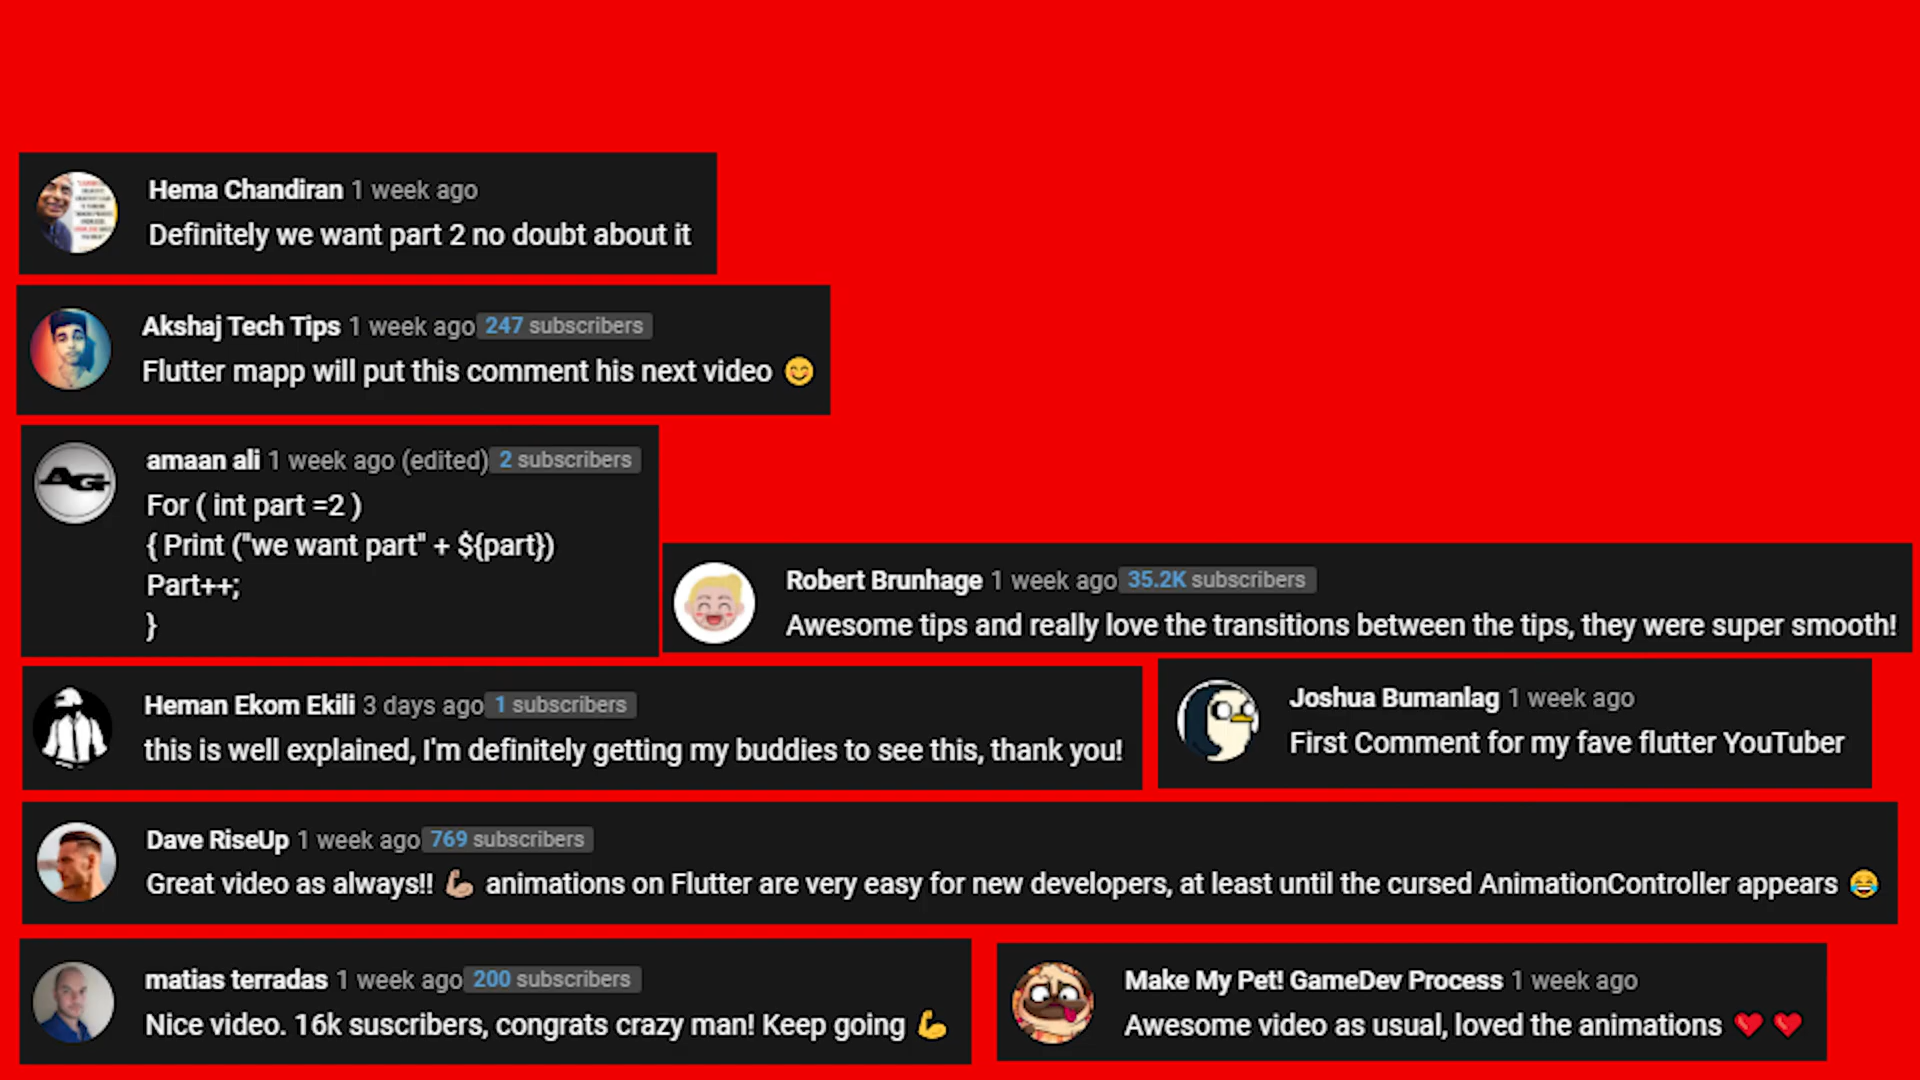 Hema Chandiran 1 week ago
Definitely we want part 2 no doubt about it
Akshaj Tech Tips 1 week ago 247 subscribers
Flutter mapp will put this comment his next video 😊
amaan ali 1 week ago (edited) 2 subscribers
For ( int part =2 )
{ Print ("we want part" + ${part})
Part++;
}
Robert Brunhage 1 week ago 35.2K subscribers
Awesome tips and really love the transitions between the tips, they were super smooth!
Heman Ekom Ekili 3 days ago 1 subscribers
this is well explained, I'm definitely getting my buddies to see this, thank you!
Joshua Bumanlag 1 week ago
First Comment for my fave flutter YouTuber
Dave RiseUp 1 week ago 769 subscribers
Great video as always!! 💪🏼 animations on Flutter are very easy for new developers, at least until the cursed AnimationController appears 😂
matias terradas 1 week ago 200 subscribers
Nice video. 16k suscribers, congrats crazy man! Keep going 💪
Make My Pet! GameDev Process 1 week ago
Awesome video as usual, loved the animations ❤️ ❤️